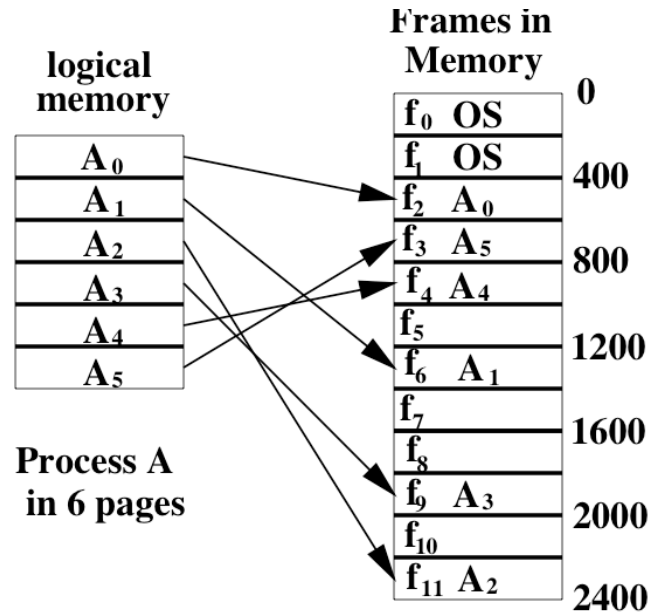 Frames in
Memory
logical
memory
0
f0 OS
f1 OS
400
A0
A1
A2
A3
A4
A5
f2 A0
f3 A5
800
f4 A4
f5
1200
f6 A1
f7
1600
f8
f9 A3
2000
f10
f11 A2
2400
Process A
in 6 pages